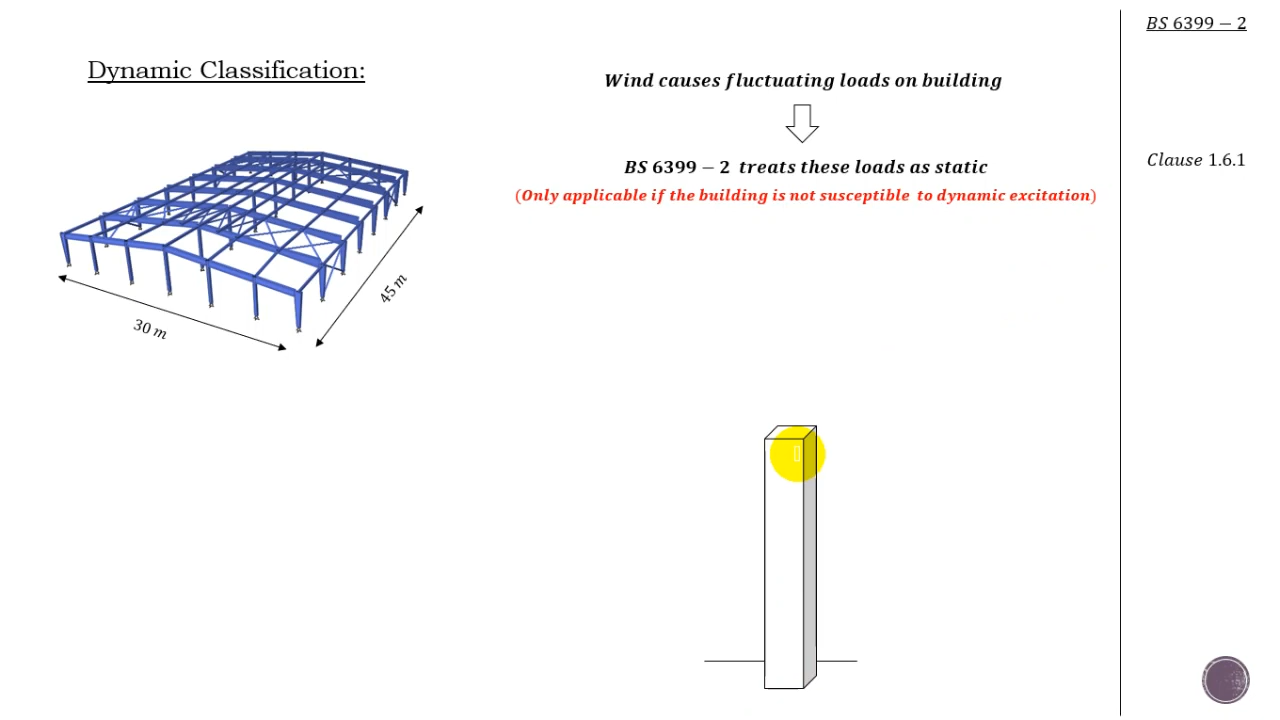 Dynamic Classification:
30 m
45 m
Wind causes fluctuating loads on building
BS 6399 − 2 treats these loads as static
(Only applicable if the building is not susceptible to dynamic excitation)
BS 6399 − 2
Clause 1.6.1